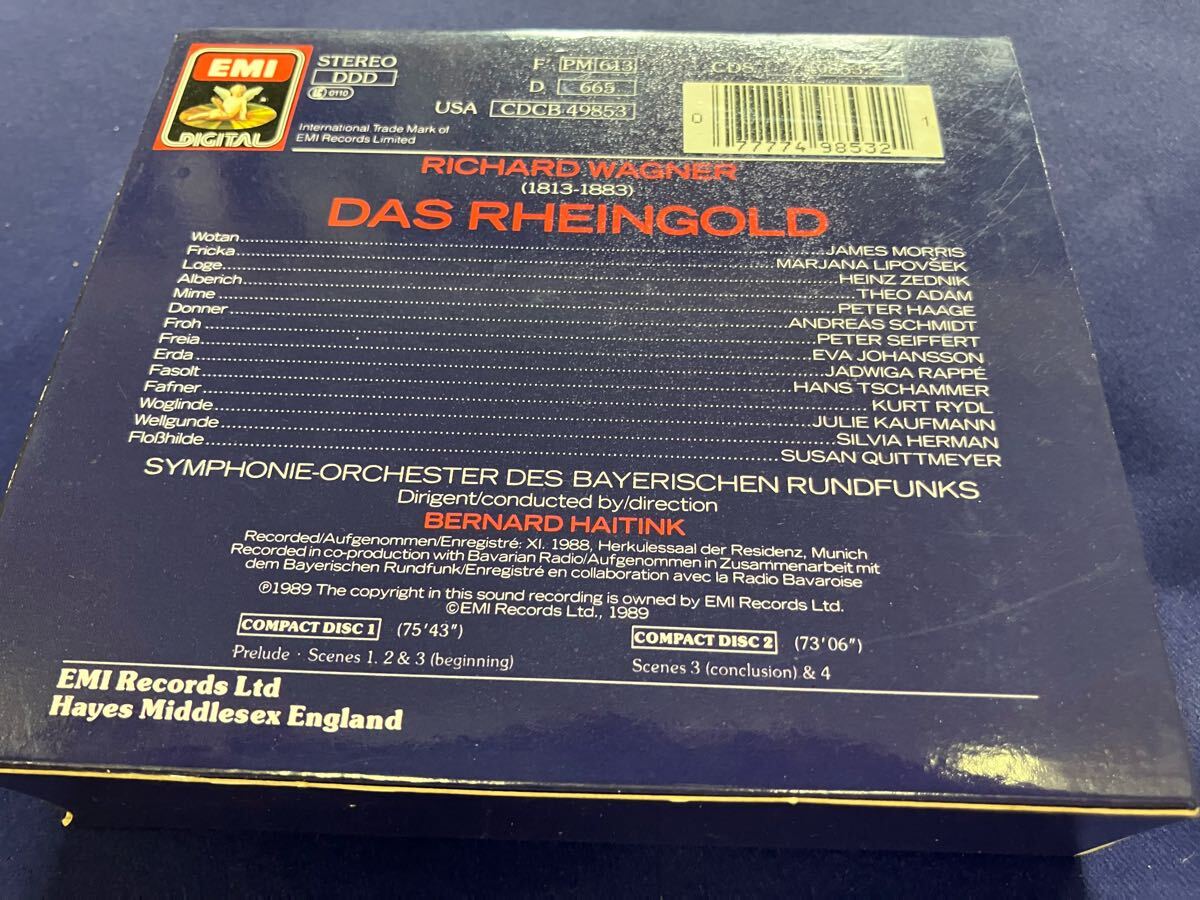 EMI
DIGITAL
STEREO
DDD
LC 0110
International Trade Mark of
EMI Records Limited
F PM 613
D 665
USA CDCB 49853
CDS
0 77774 98532 1
RICHARD WAGNER
(1813-1883)
DAS RHEINGOLD
Wotan JAMES MORRIS
Fricka MARJANA LIPOVŠEK
Loge HEINZ ZEDNIK
Alberich THEO ADAM
Mime PETER HAAGE
Donner ANDREAS SCHMIDT
Froh PETER SEIFFERT
Freia EVA JOHANSSON
Erda JADWIGA RAPPÉ
Fasolt HANS TSCHAMMER
Fafner KURT RYDL
Woglinde JULIE KAUFMANN
Wellgunde SILVIA HERMAN
Floßhilde SUSAN QUITTMEYER
SYMPHONIE-ORCHESTER DES BAYERISCHEN RUNDFUNKS
Dirigent/conducted by/direction
BERNARD HAITINK
Recorded/Aufgenommen/Enregistré: XI. 1988, Herkulessaal der Residenz, Munich
Recorded in co-production with Bavarian Radio/Aufgenommen in Zusammenarbeit mit
dem Bayerischen Rundfunk/Enregistré en collaboration avec la Radio Bavaroise
℗1989 The copyright in this sound recording is owned by EMI Records Ltd.
©EMI Records Ltd., 1989
COMPACT DISC 1 (75'43")
Prelude · Scenes 1, 2 & 3 (beginning)
COMPACT DISC 2 (73'06")
Scenes 3 (conclusion) & 4
EMI Records Ltd
Hayes Middlesex England